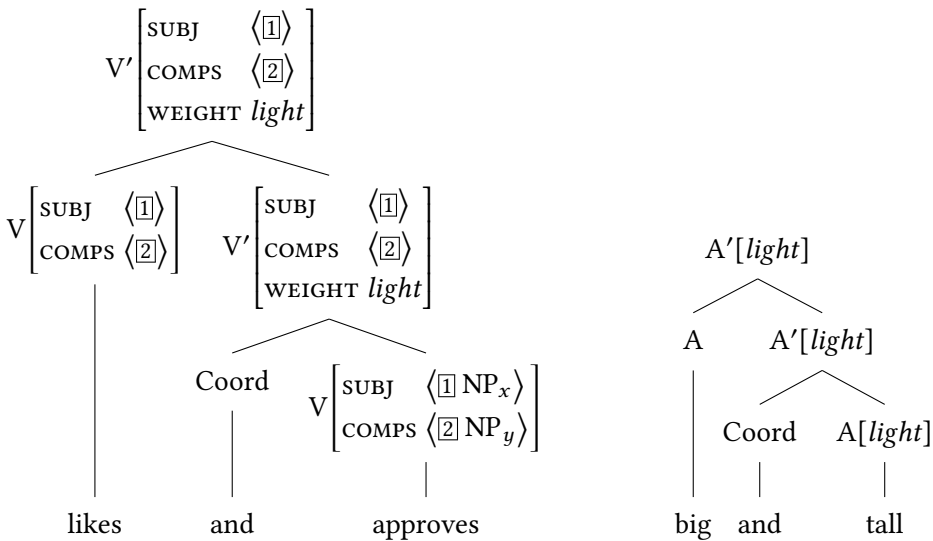 V′ [SUBJ ⟨[1]⟩
COMPS ⟨[2]⟩
WEIGHT light]
V [SUBJ ⟨[1]⟩
COMPS ⟨[2]⟩]
V′ [SUBJ ⟨[1]⟩
COMPS ⟨[2]⟩
WEIGHT light]
Coord
V [SUBJ ⟨[1] NPx⟩
COMPS ⟨[2] NPy⟩]
likes and approves
A′[light]
A A′[light]
Coord A[light]
big and tall